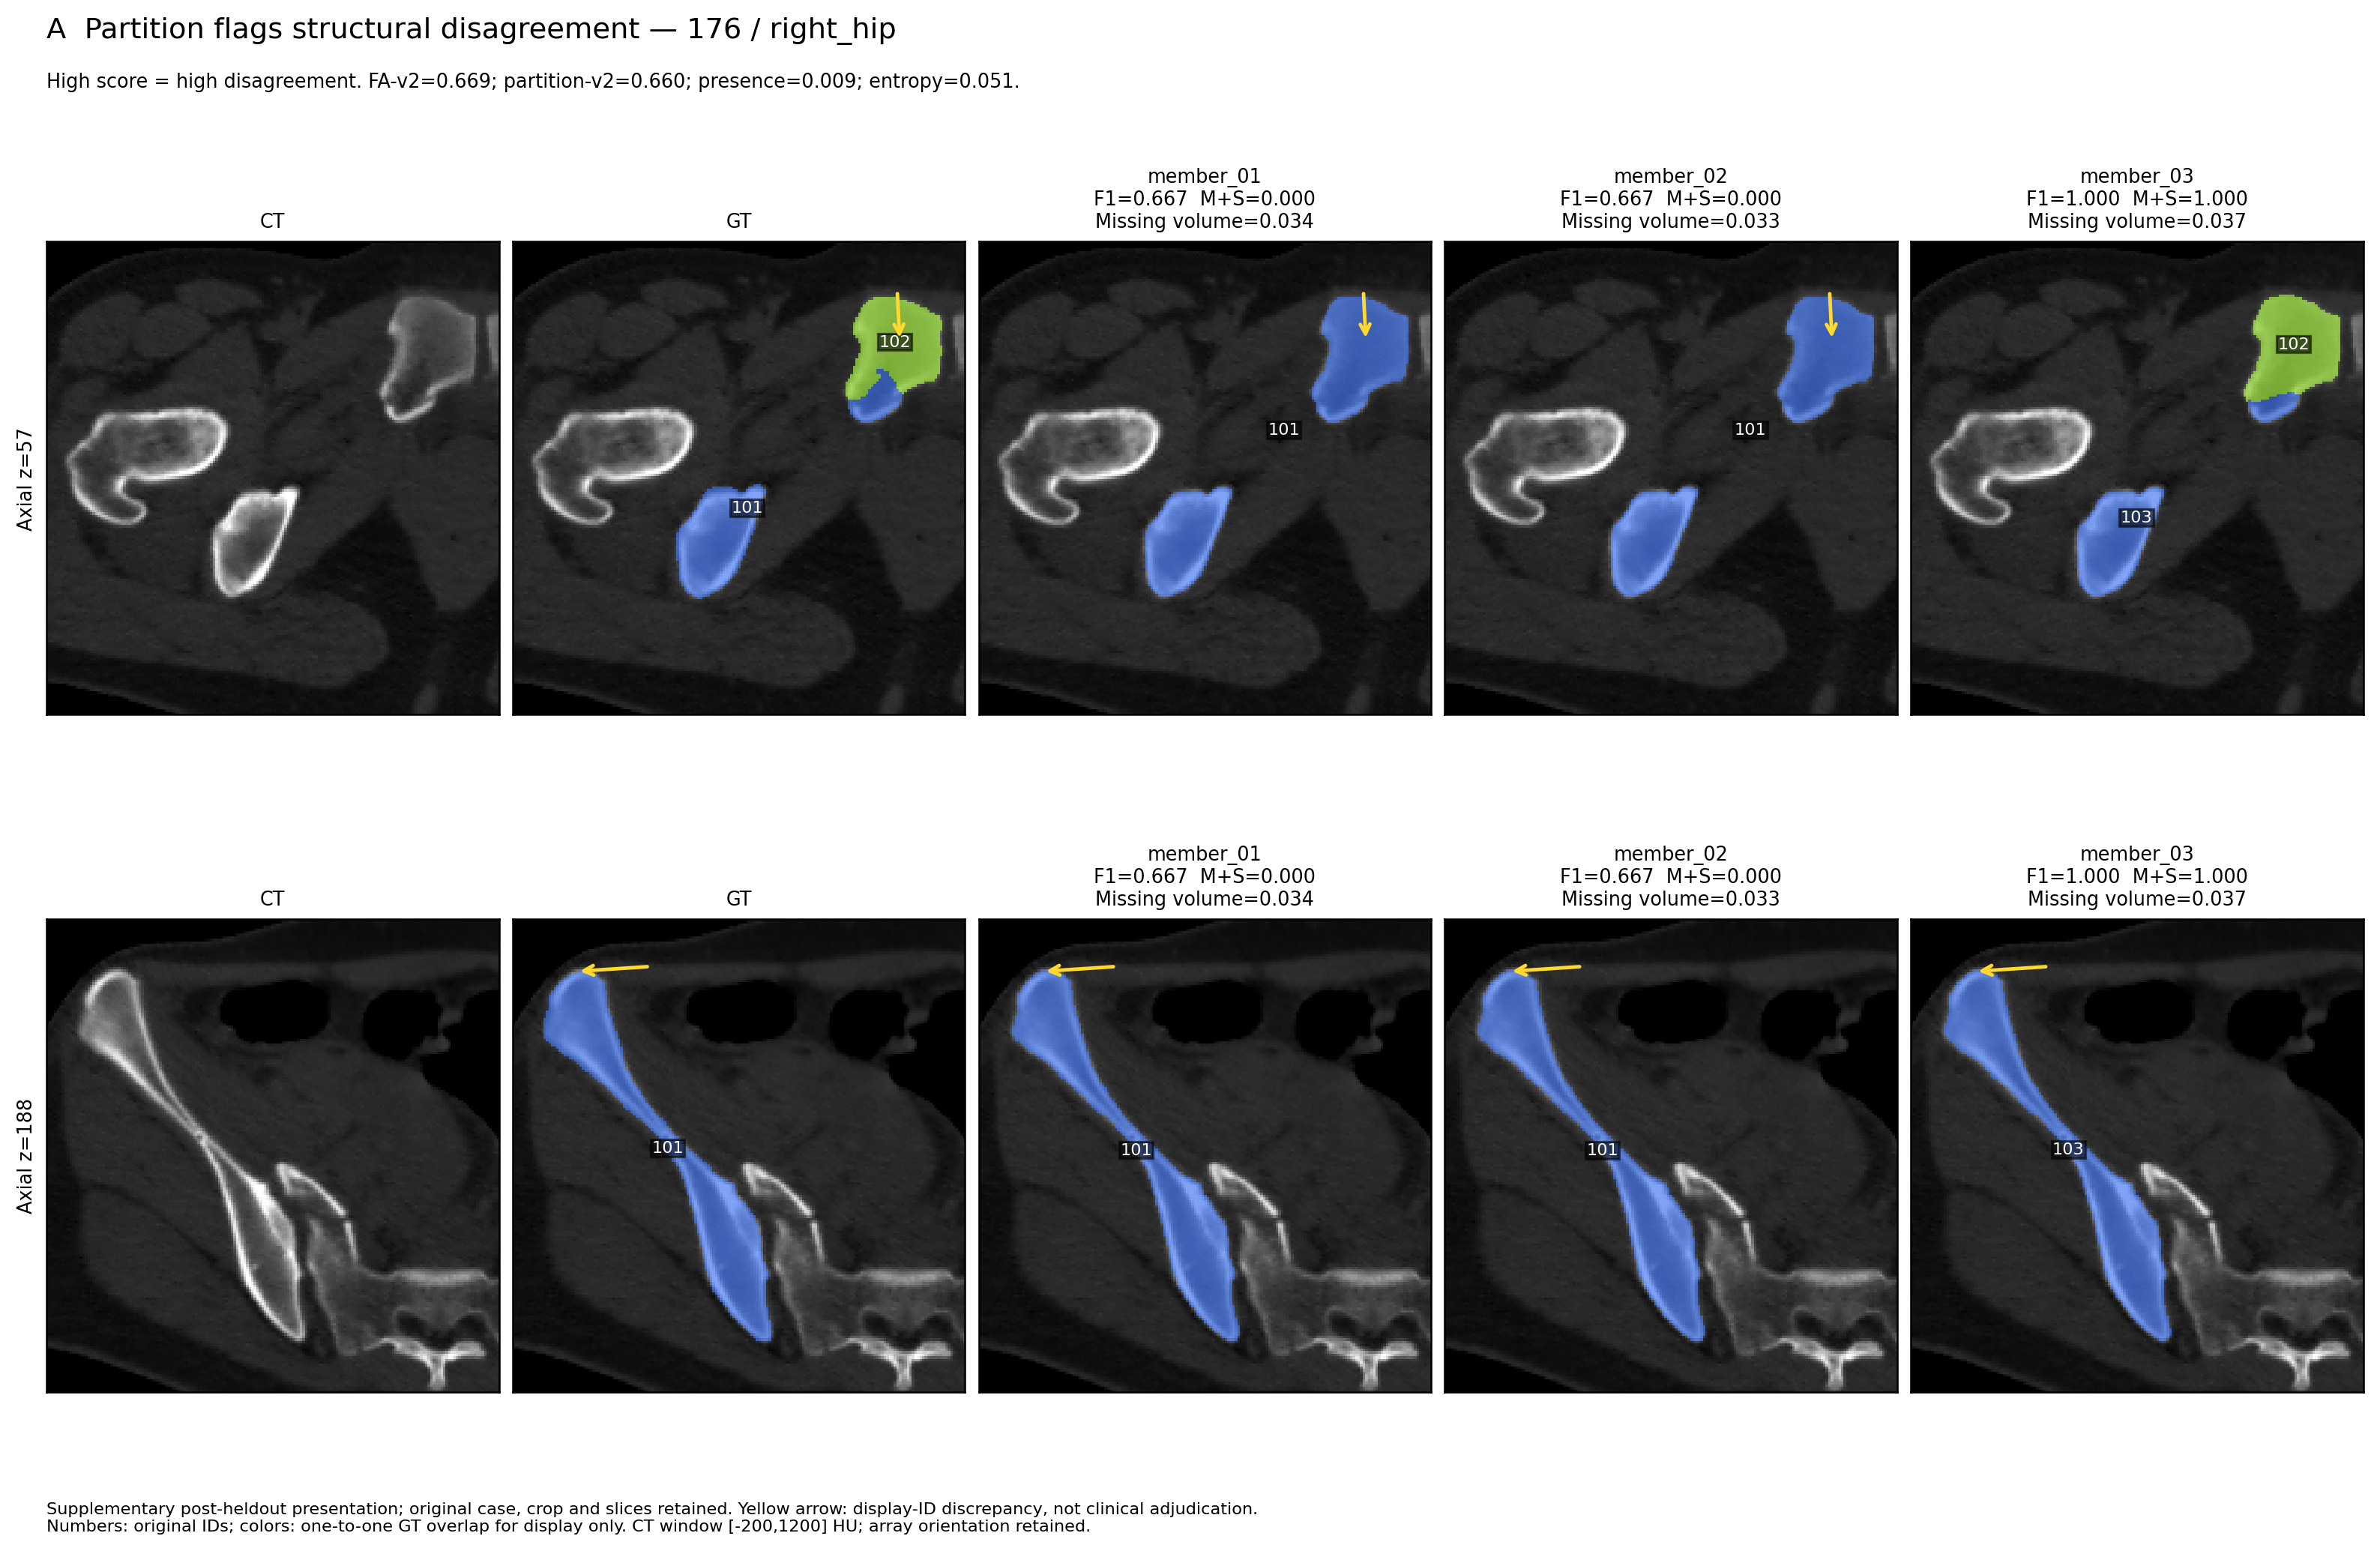 A  Partition flags structural disagreement — 176 / right_hip
High score = high disagreement. FA-v2=0.669; partition-v2=0.660; presence=0.009; entropy=0.051.
CT
GT
member_01
F1=0.667  M+S=0.000
Missing volume=0.034
member_02
F1=0.667  M+S=0.000
Missing volume=0.033
member_03
F1=1.000  M+S=1.000
Missing volume=0.037
Axial z=57
102
101
101
101
102
103
CT
GT
member_01
F1=0.667  M+S=0.000
Missing volume=0.034
member_02
F1=0.667  M+S=0.000
Missing volume=0.033
member_03
F1=1.000  M+S=1.000
Missing volume=0.037
Axial z=188
101
101
101
103
Supplementary post-heldout presentation; original case, crop and slices retained. Yellow arrow: display-ID discrepancy, not clinical adjudication.
Numbers: original IDs; colors: one-to-one GT overlap for display only. CT window [-200,1200] HU; array orientation retained.